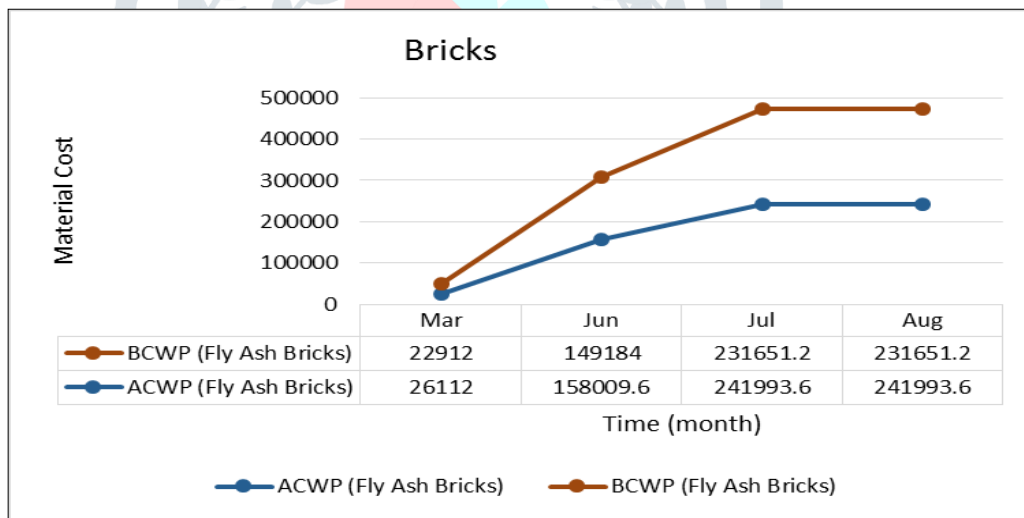 Bricks
Material Cost
500000
400000
300000
200000
100000
0
Mar Jun Jul Aug
BCWP (Fly Ash Bricks) 22912 149184 231651.2 231651.2
ACWP (Fly Ash Bricks) 26112 158009.6 241993.6 241993.6
Time (month)
ACWP (Fly Ash Bricks) BCWP (Fly Ash Bricks)